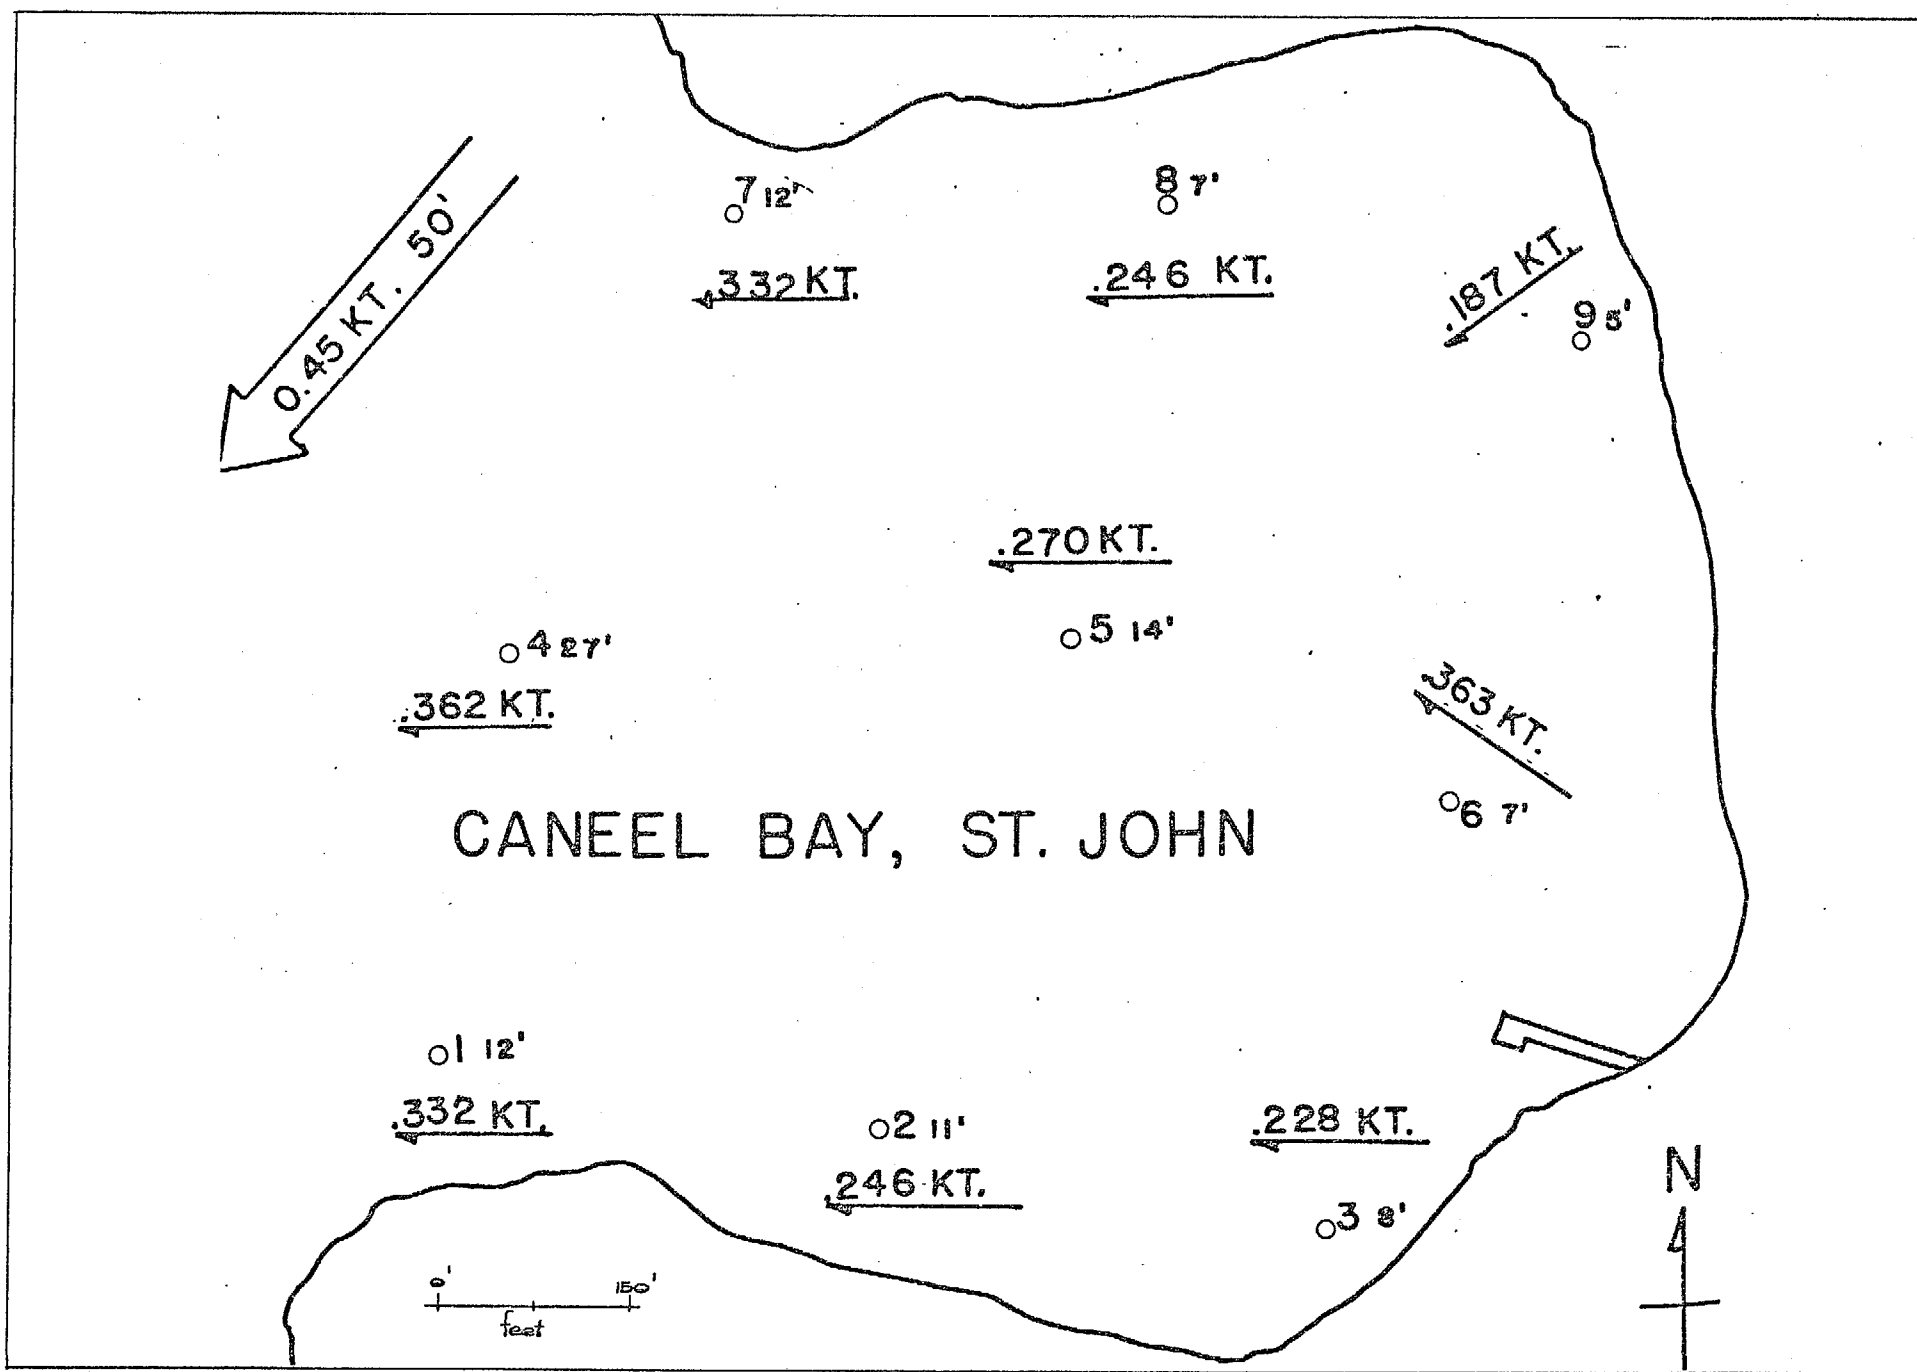 7 12'
8 7'
0.45 KT. 50'
.332 KT.
.246 KT.
.187 KT.
9 5'
.270 KT.
4 27'
5 14'
.362 KT.
.363 KT.
6 7'
CANEEL BAY, ST. JOHN
1 12'
.332 KT.
2 11'
.228 KT.
.246 KT.
3 8'
N
0' 150'
feet